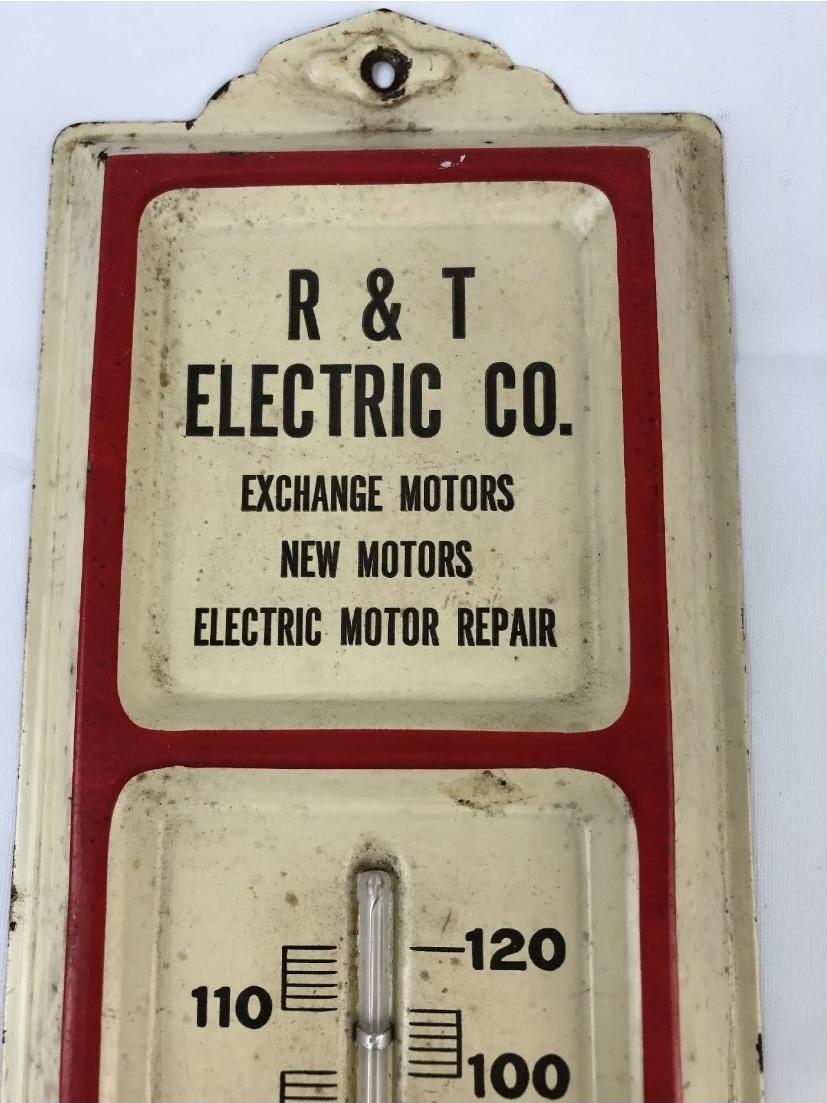 R & T
ELECTRIC CO.
EXCHANGE MOTORS
NEW MOTORS
ELECTRIC MOTOR REPAIR
120
110
100